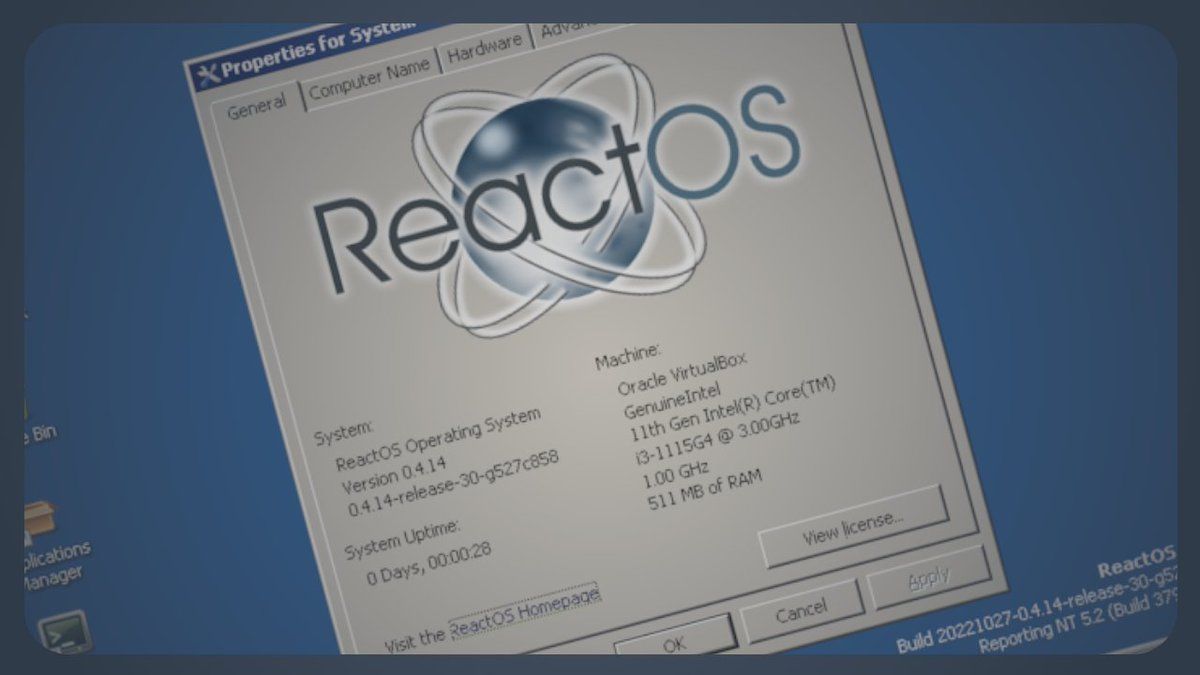 Properties for System
General
Computer Name
Hardware
ReactOS
Machine:
Oracle VirtualBox
GenuineIntel
11th Gen Intel(R) Core(TM)
i3-1115G4 @ 3.00GHz
1.00 GHz
511 MB of RAM
System:
ReactOS Operating System
Version 0.4.14
0.4.14-release-30-g527c858
System Uptime:
0 Days, 00:00:28
View license...
Visit the ReactOS Homepage
OK
Cancel
Apply
Bin
Manager
ReactOS
Build 20221027-0.4.14-release-30-g52
Reporting NT 5.2 (Build 379